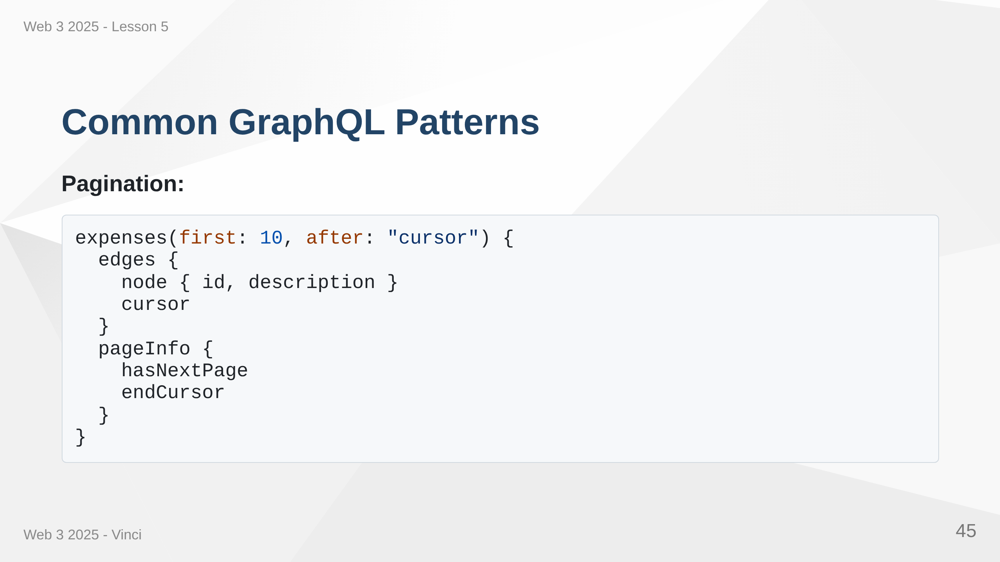 Web 3 2025 - Lesson 5
Common GraphQL Patterns
Pagination:
expenses(first: 10, after: "cursor") {
  edges {
    node { id, description }
    cursor
  }
  pageInfo {
    hasNextPage
    endCursor
  }
}
Web 3 2025 - Vinci
45